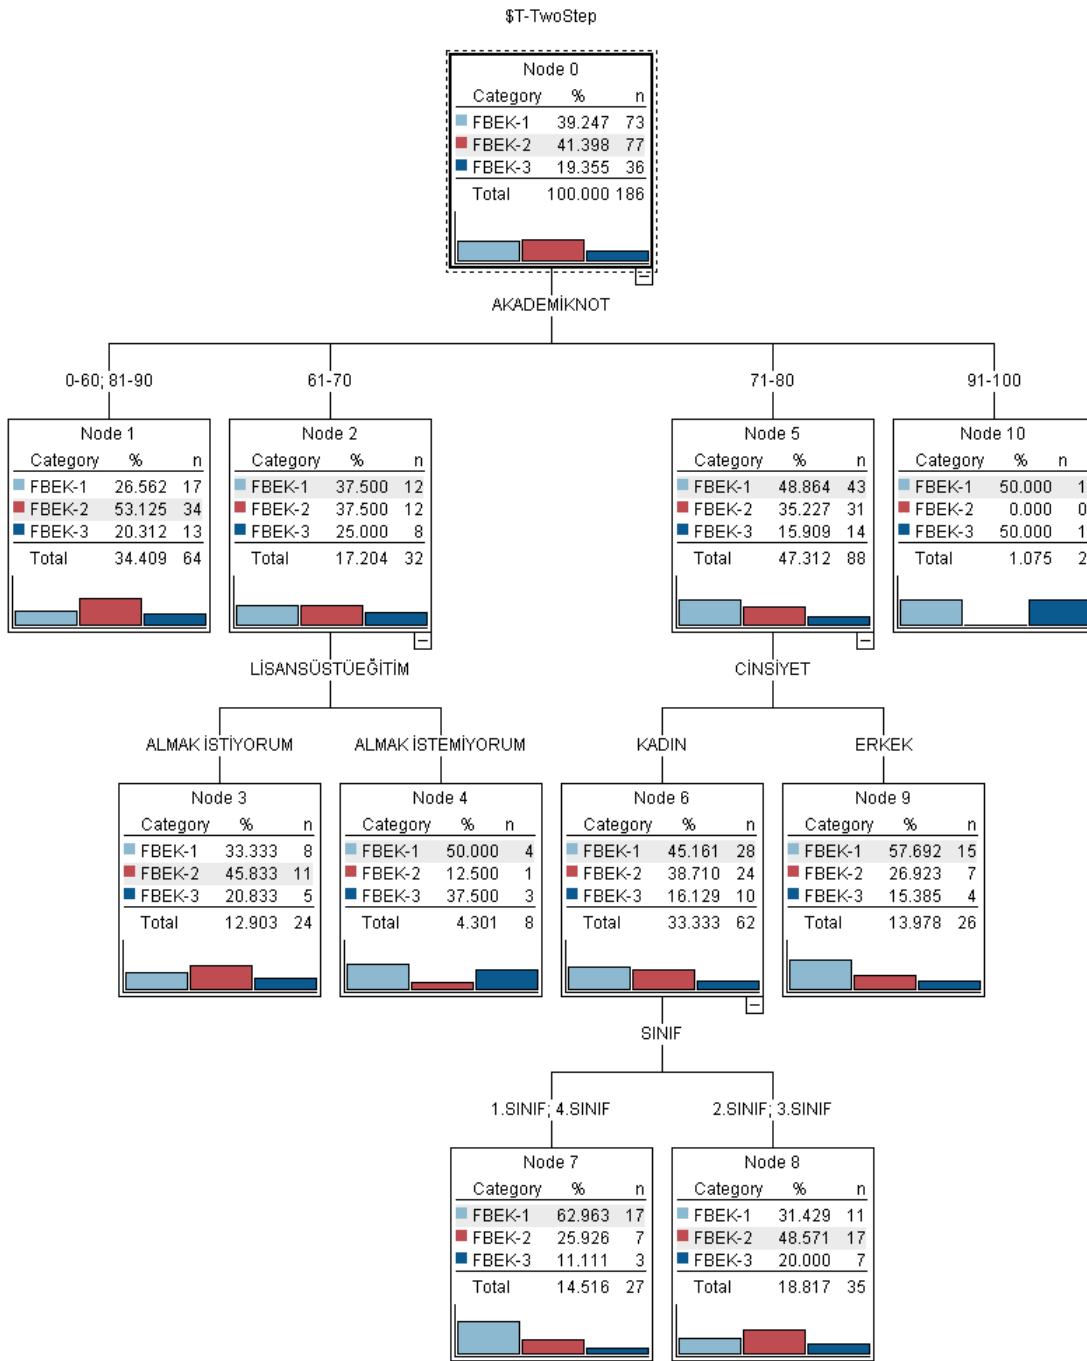 $T-TwoStep
Node 0
Category % n
FBEK-1 39.247 73
FBEK-2 41.398 77
FBEK-3 19.355 36
Total 100.000 186
AKADEMİKNOT
0-60; 81-90
61-70
71-80
91-100
Node 1
Category % n
FBEK-1 26.562 17
FBEK-2 53.125 34
FBEK-3 20.312 13
Total 34.409 64
Node 2
Category % n
FBEK-1 37.500 12
FBEK-2 37.500 12
FBEK-3 25.000 8
Total 17.204 32
Node 5
Category % n
FBEK-1 48.864 43
FBEK-2 35.227 31
FBEK-3 15.909 14
Total 47.312 88
Node 10
Category % n
FBEK-1 50.000 1
FBEK-2 0.000 0
FBEK-3 50.000 1
Total 1.075 2
LİSANSÜSTÜEĞİTİM
CİNSİYET
ALMAK İSTİYORUM
ALMAK İSTEMİYORUM
KADIN
ERKEK
Node 3
Category % n
FBEK-1 33.333 8
FBEK-2 45.833 11
FBEK-3 20.833 5
Total 12.903 24
Node 4
Category % n
FBEK-1 50.000 4
FBEK-2 12.500 1
FBEK-3 37.500 3
Total 4.301 8
Node 6
Category % n
FBEK-1 45.161 28
FBEK-2 38.710 24
FBEK-3 16.129 10
Total 33.333 62
Node 9
Category % n
FBEK-1 57.692 15
FBEK-2 26.923 7
FBEK-3 15.385 4
Total 13.978 26
SINIF
1.SINIF; 4.SINIF
2.SINIF; 3.SINIF
Node 7
Category % n
FBEK-1 62.963 17
FBEK-2 25.926 7
FBEK-3 11.111 3
Total 14.516 27
Node 8
Category % n
FBEK-1 31.429 11
FBEK-2 48.571 17
FBEK-3 20.000 7
Total 18.817 35